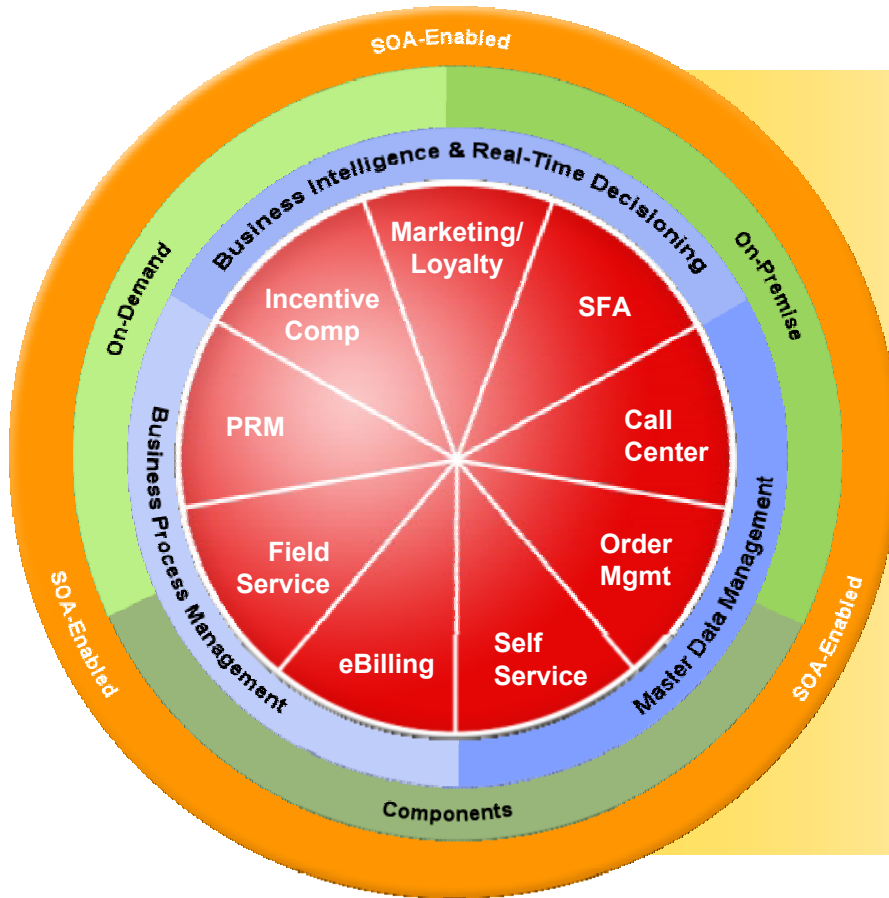 SOA-Enabled
Business Intelligence & Real-Time Decisioning
On-Demand
On-Premise
Marketing/
Loyalty
Incentive
Comp
SFA
PRM
Call
Center
Field
Service
Order
Mgmt
eBilling
Self
Service
Business Process Management
Master Data Management
SOA-Enabled
SOA-Enabled
Components